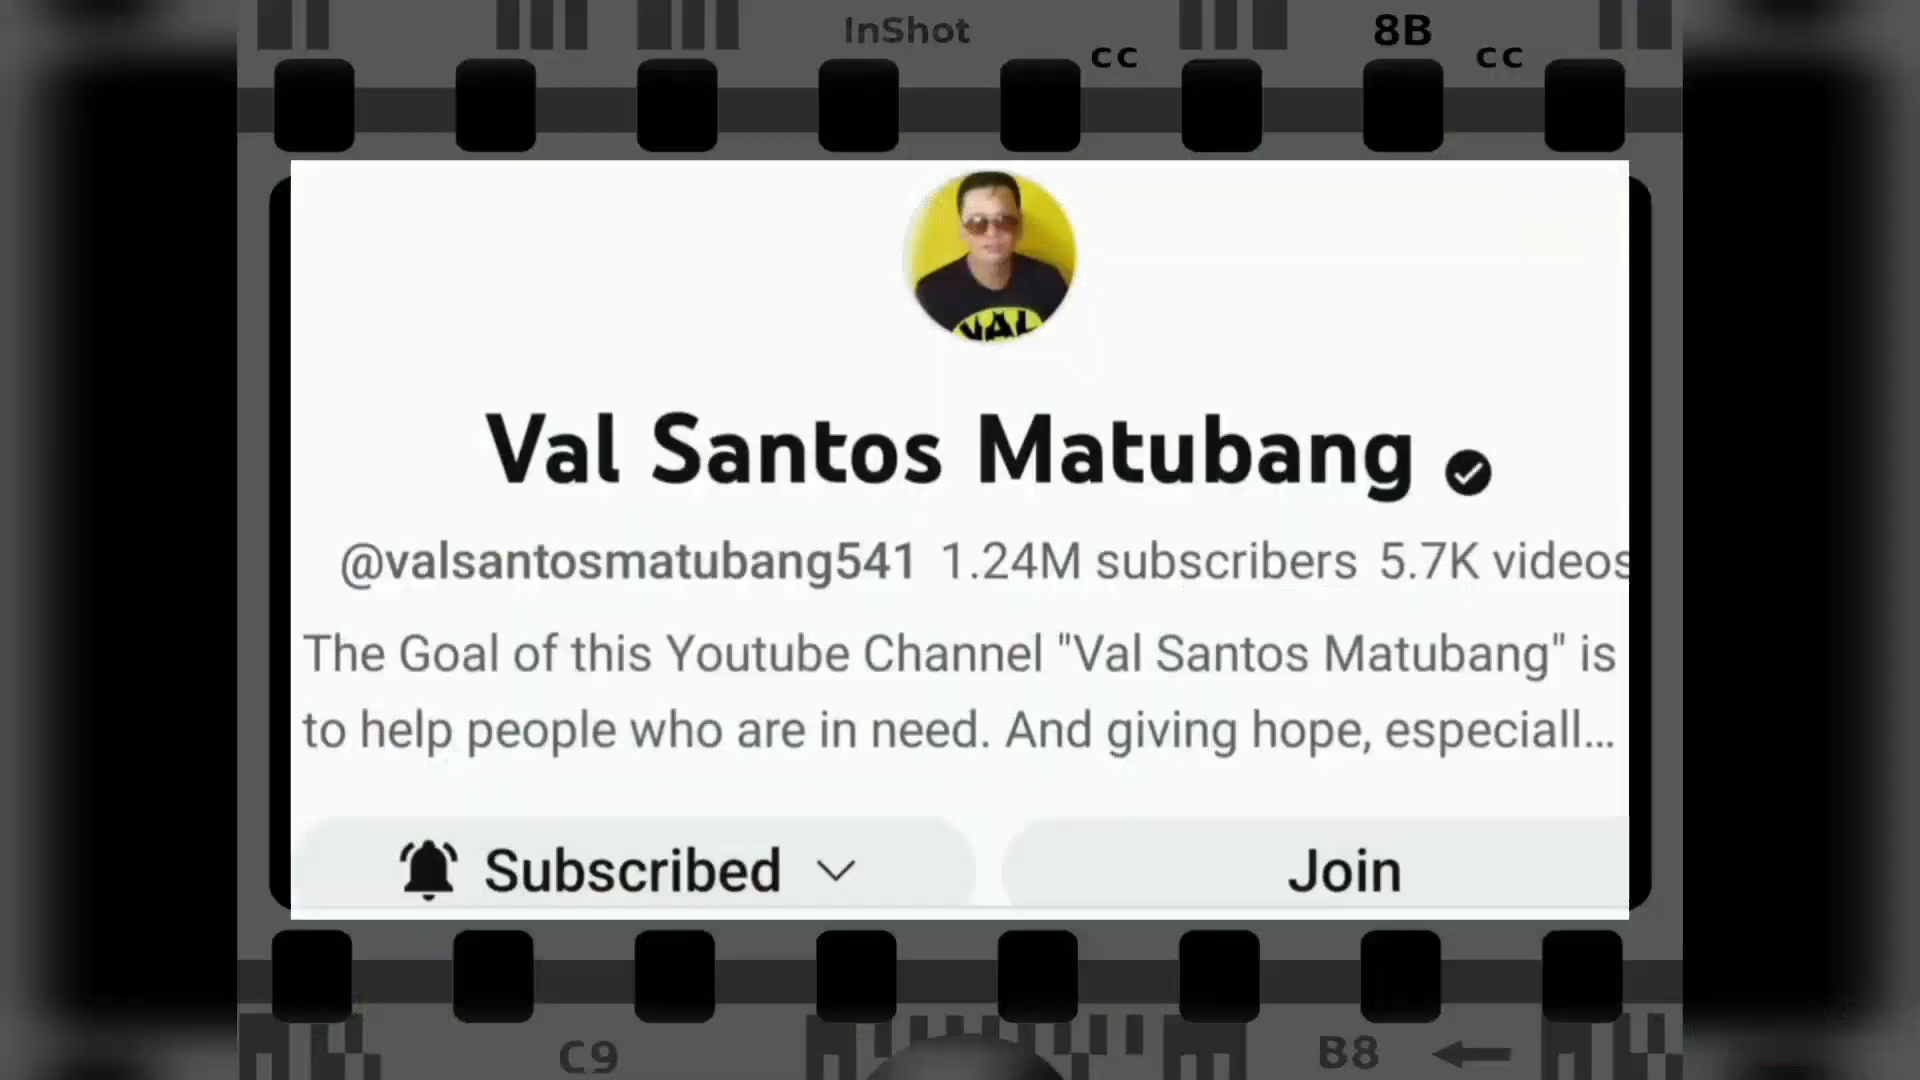 InShot
8B
cc
cc
VAL
Val Santos Matubang
@valsantosmatubang541 1.24M subscribers 5.7K videos
The Goal of this Youtube Channel "Val Santos Matubang" is
to help people who are in need. And giving hope, especiall...
Subscribed
Join
C9
B8